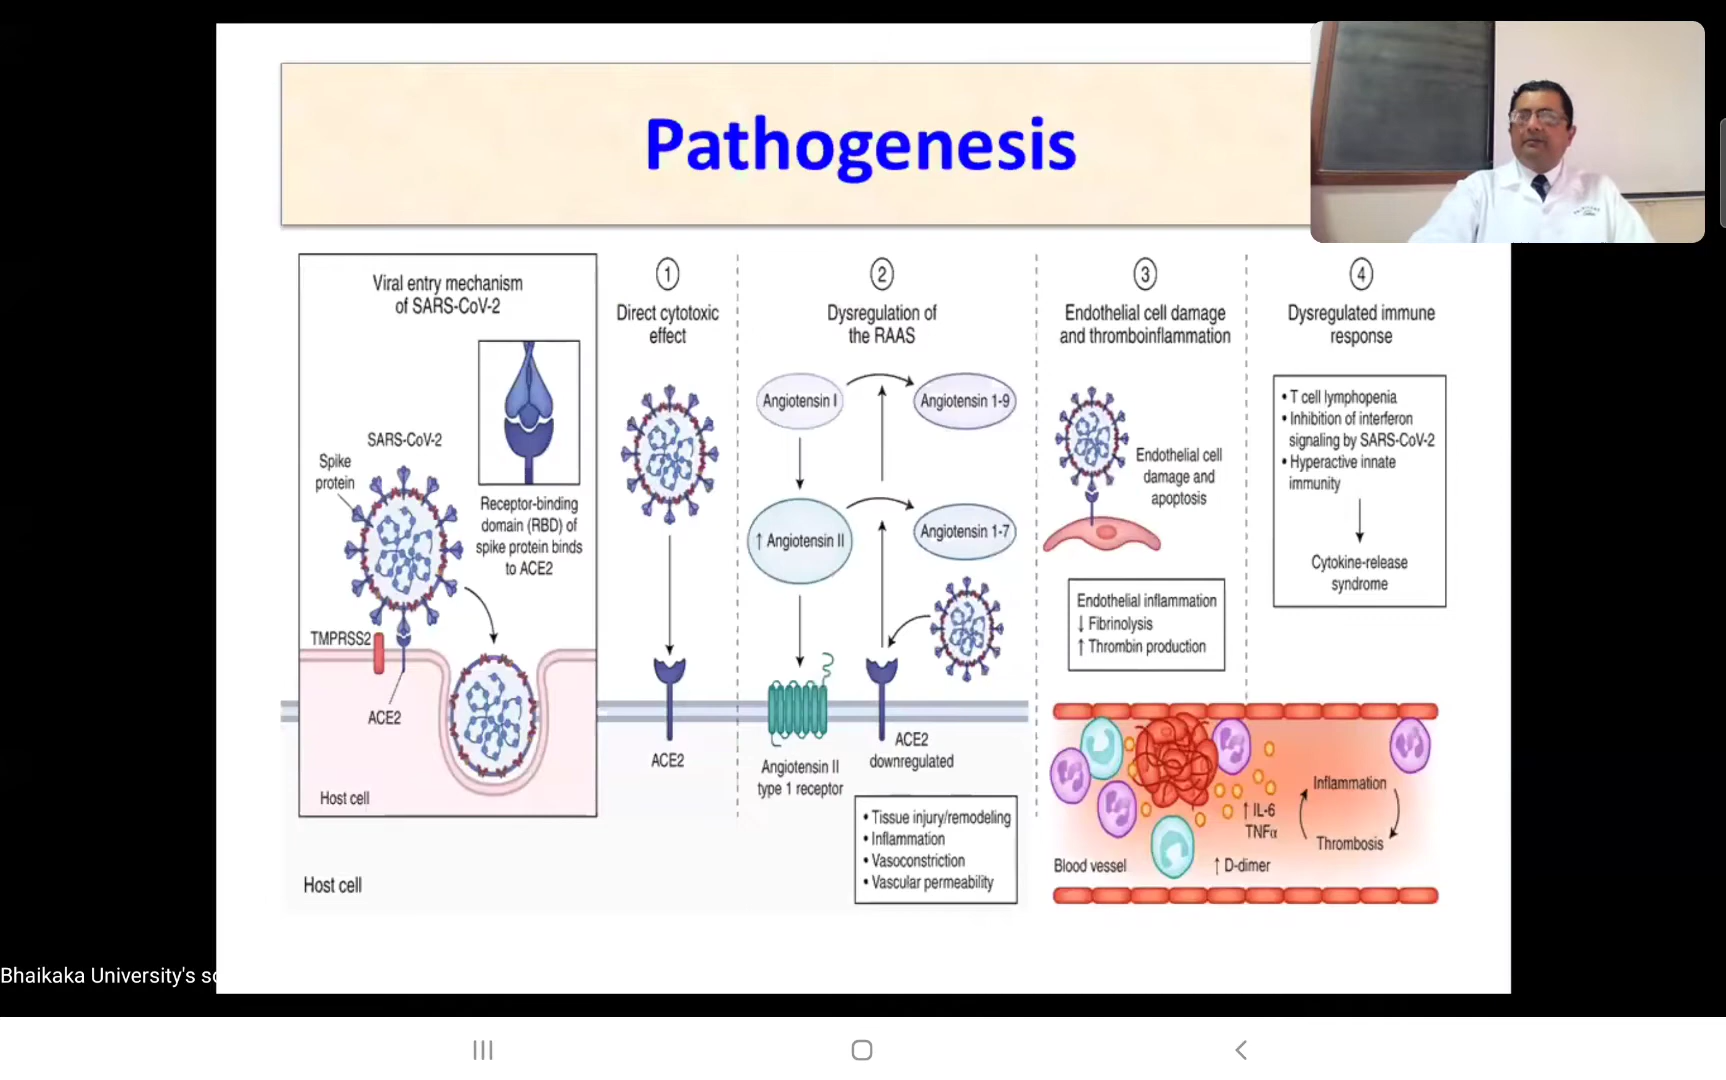 Pathogenesis
Viral entry mechanism
of SARS-CoV-2
SARS-CoV-2
Spike
protein
Receptor-binding
domain (RBD) of
spike protein binds
to ACE2
TMPRSS2
ACE2
Host cell
Host cell
1
Direct cytotoxic
effect
ACE2
2
Dysregulation of
the RAAS
Angiotensin I
Angiotensin 1-9
↑ Angiotensin II
Angiotensin 1-7
Angiotensin II
type 1 receptor
ACE2
downregulated
• Tissue injury/remodeling
• Inflammation
• Vasoconstriction
• Vascular permeability
3
Endothelial cell damage
and thromboinflammation
Endothelial cell
damage and
apoptosis
Endothelial inflammation
↓ Fibrinolysis
↑ Thrombin production
4
Dysregulated immune
response
• T cell lymphopenia
• Inhibition of interferon
signaling by SARS-CoV-2
• Hyperactive innate
immunity
Cytokine-release
syndrome
↑ IL-6
TNFα
↑ D-dimer
Inflammation
Thrombosis
Blood vessel
Bhaikaka University's